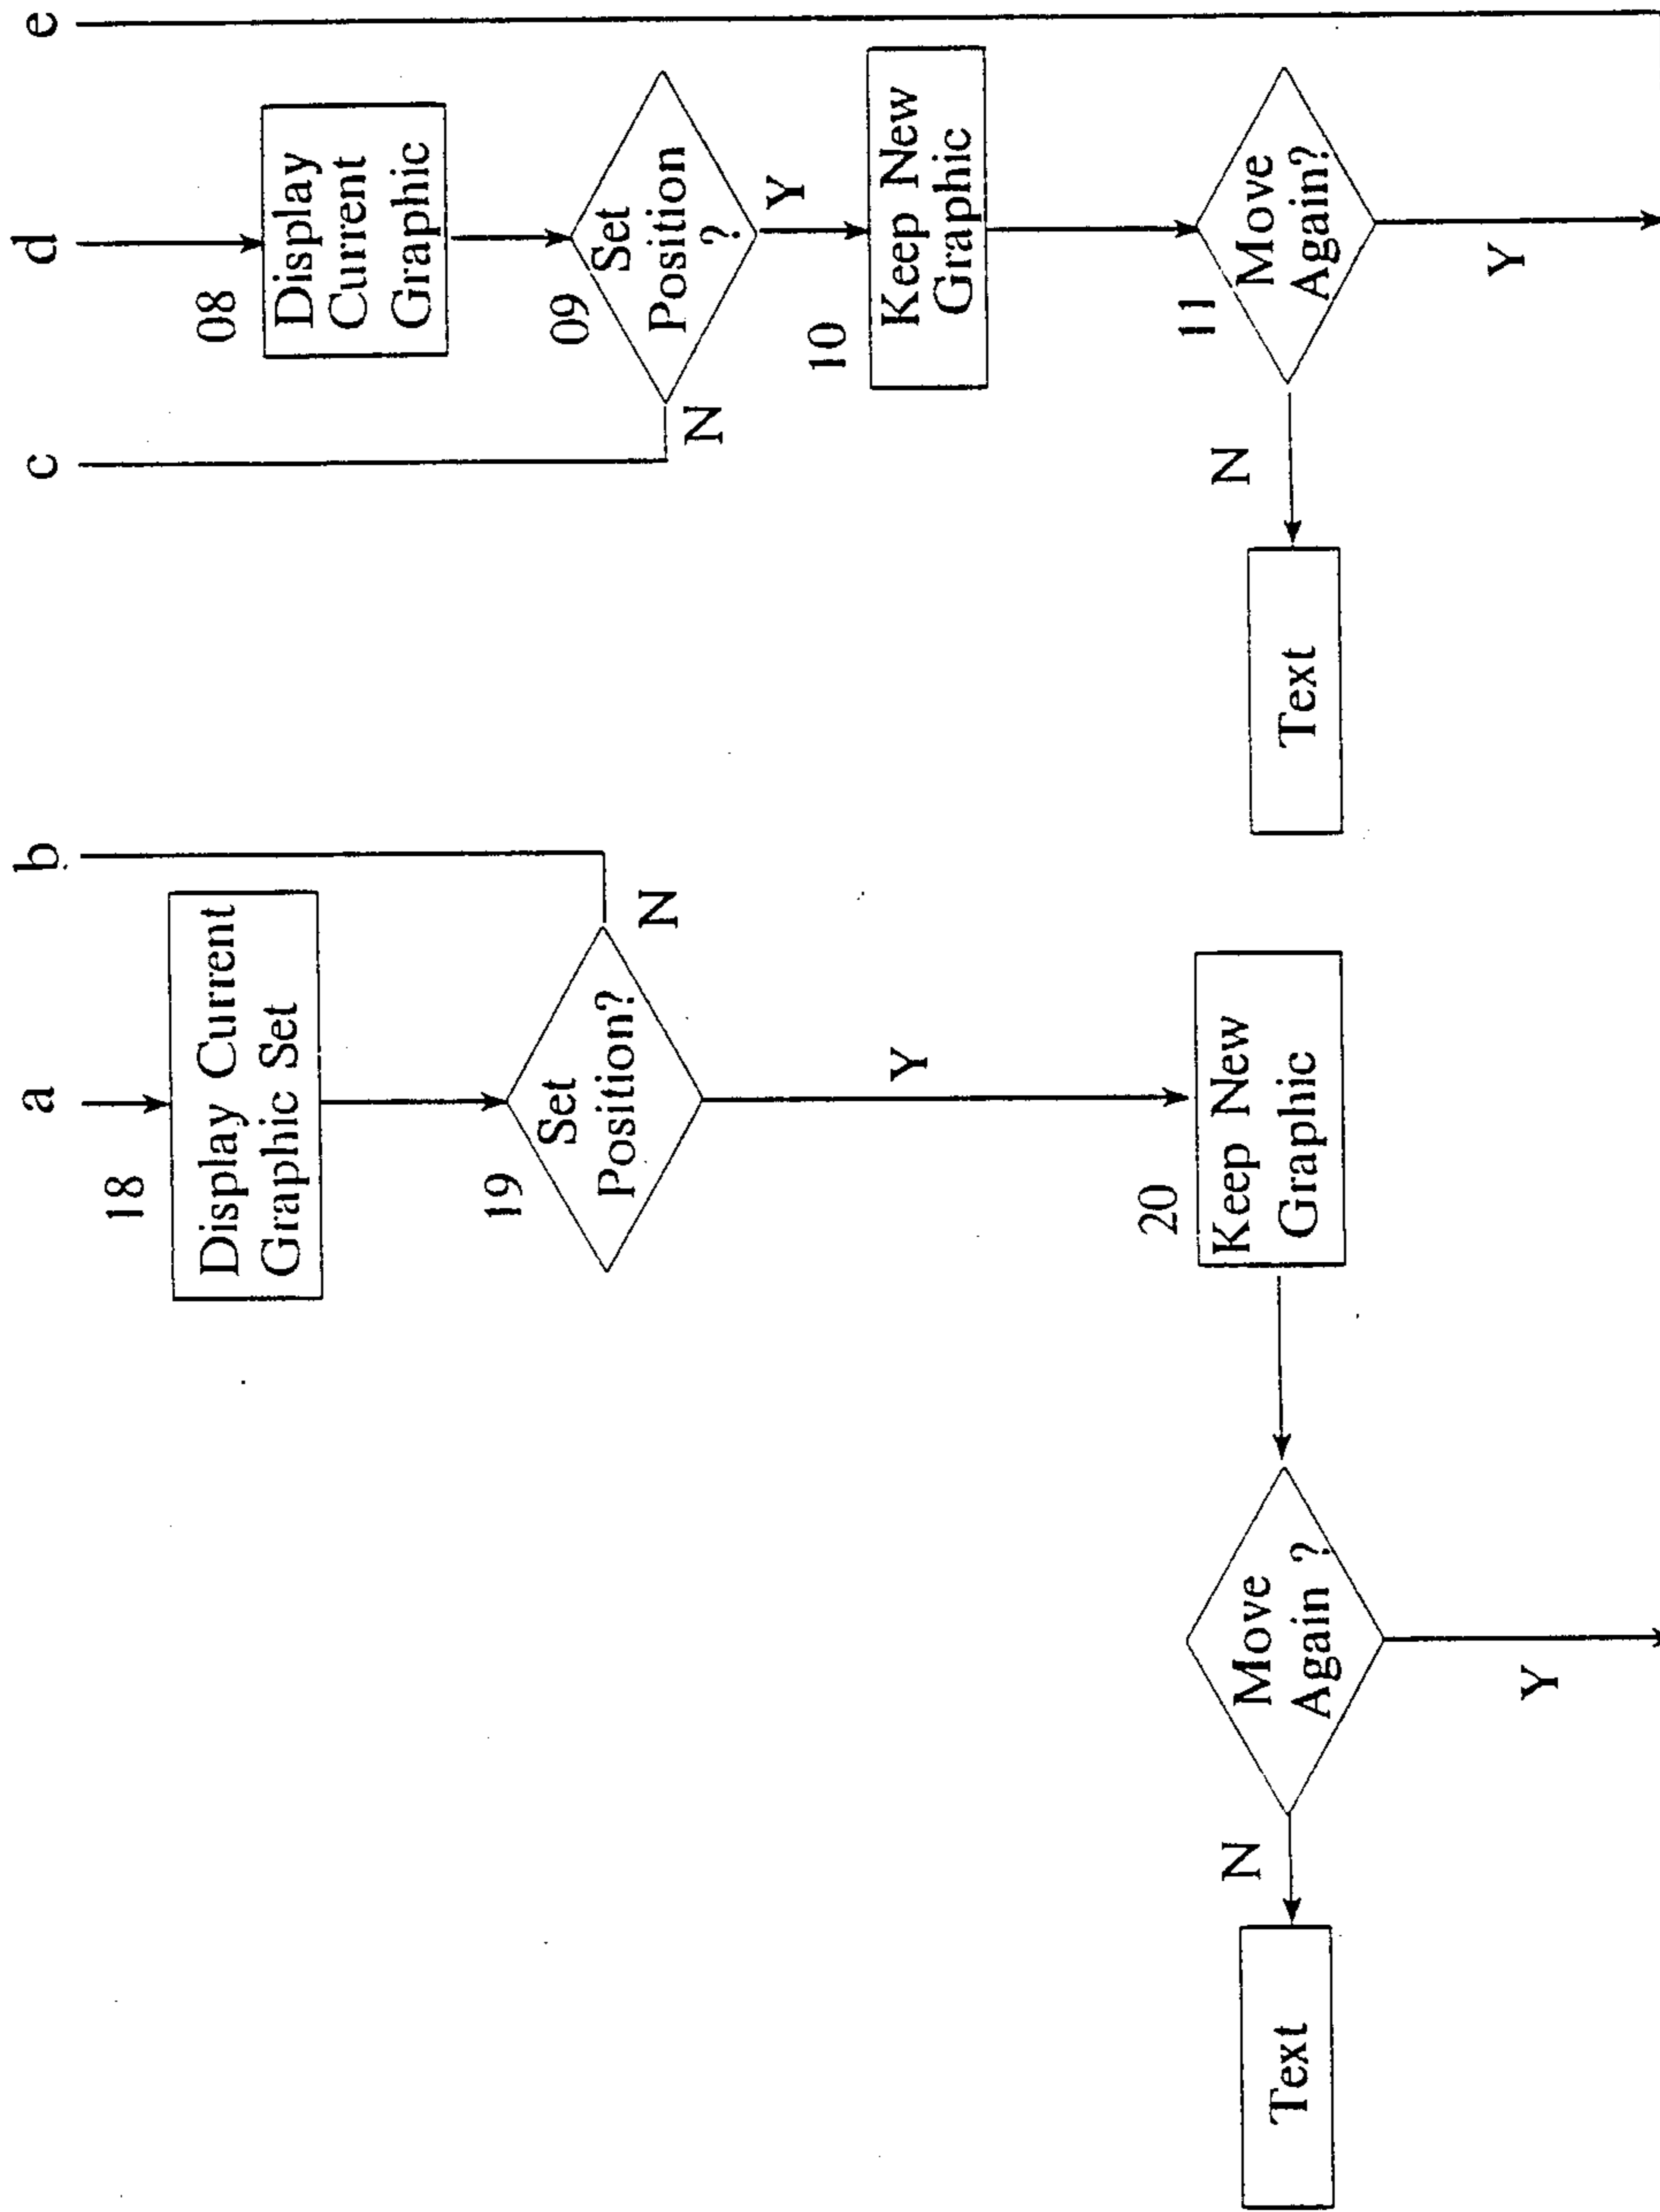 a
b
c
d
e
18
Display Current
Graphic Set
19
Set
Position?
N
Y
20
Keep New
Graphic
Move
Again ?
N
Text
Y
08
Display
Current
Graphic
09
Set
Position
?
N
Y
10
Keep New
Graphic
11
Move
Again?
N
Text
Y